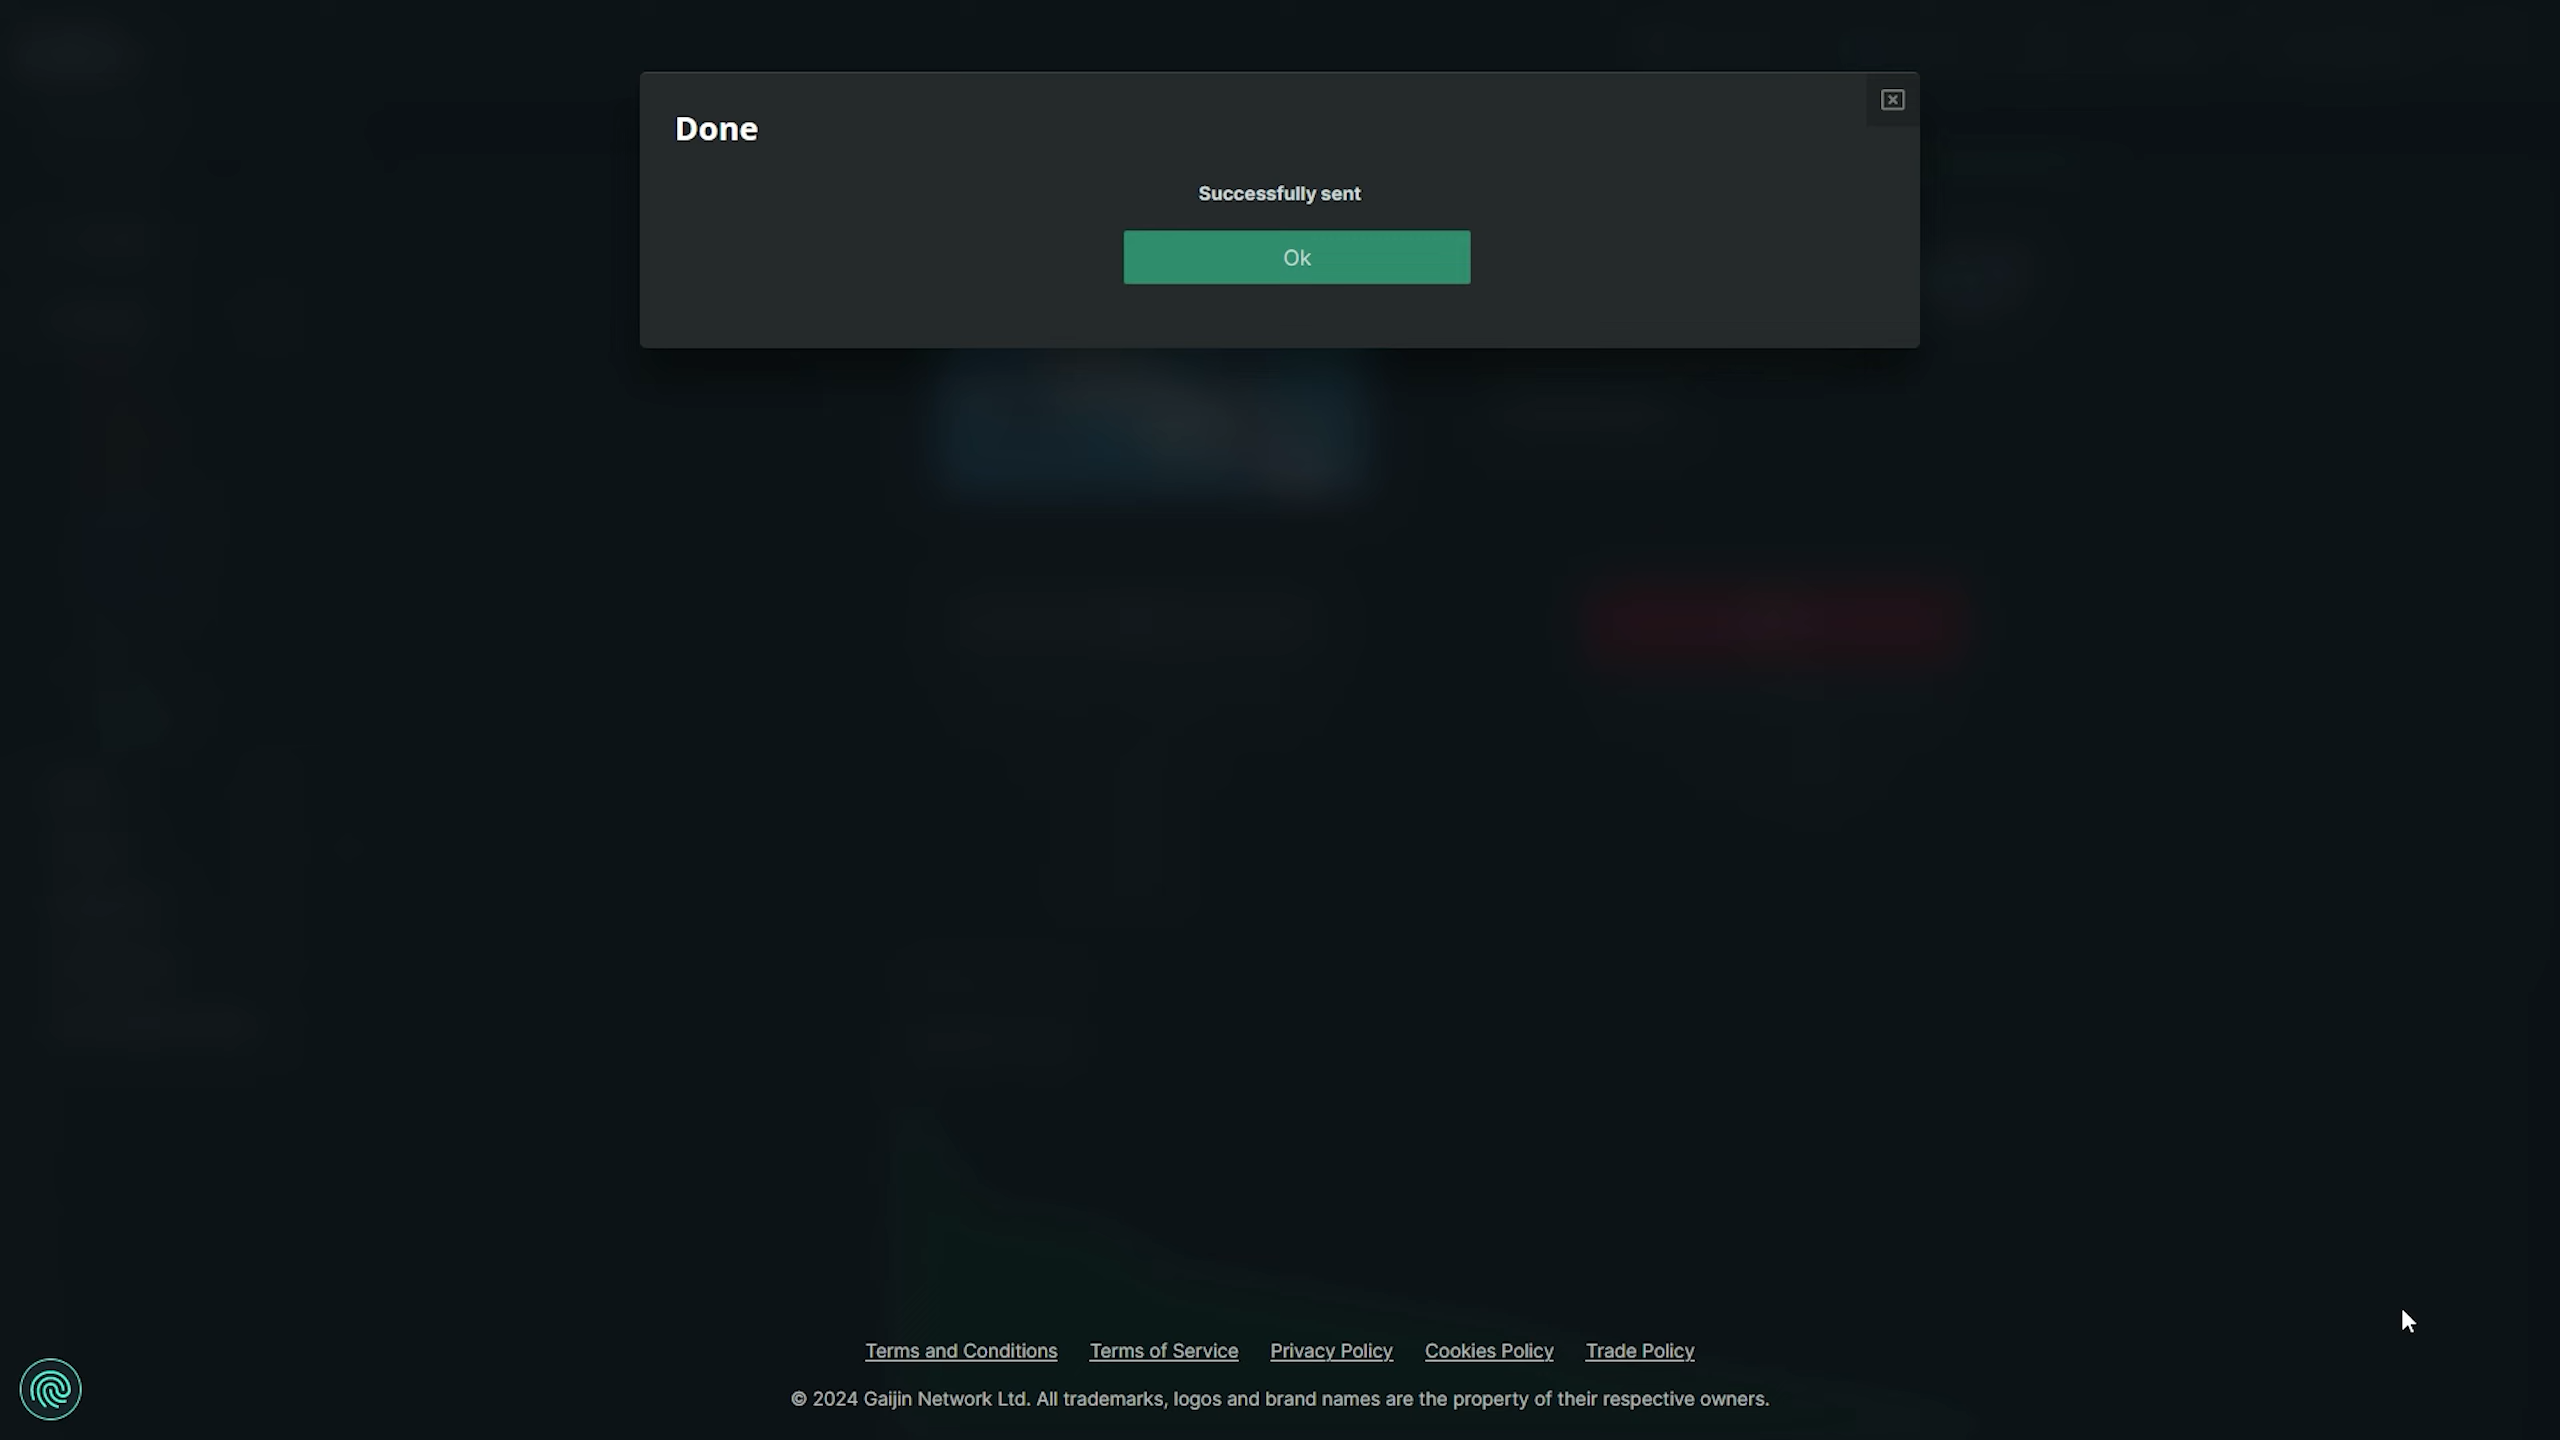 Done
Successfully sent
Ok
Terms and Conditions Terms of Service Privacy Policy Cookies Policy Trade Policy
© 2024 Gaijin Network Ltd. All trademarks, logos and brand names are the property of their respective owners.